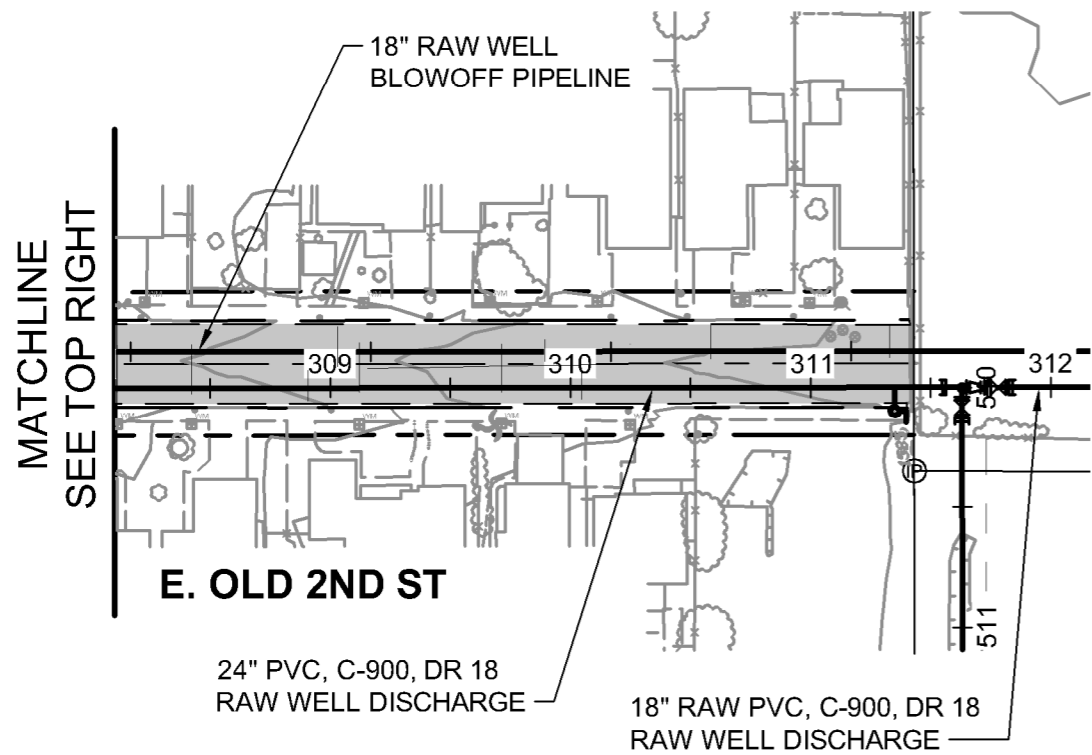 18" RAW WELL
BLOWOFF PIPELINE
MATCHLINE
SEE TOP RIGHT
309
310
311
312
511
E. OLD 2ND ST
24" PVC, C-900, DR 18
RAW WELL DISCHARGE
18" RAW PVC, C-900, DR 18
RAW WELL DISCHARGE